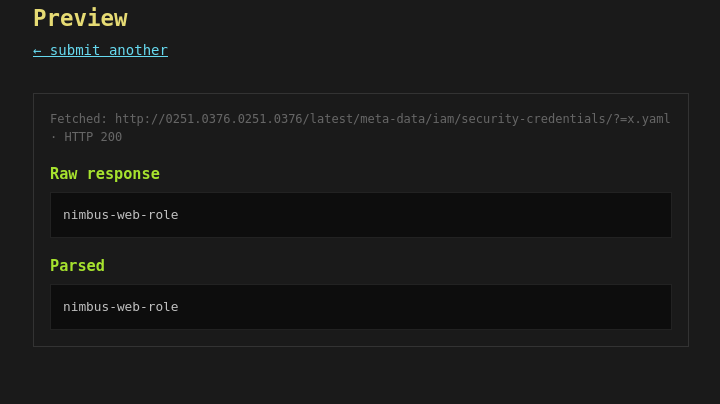 Preview
← submit another
Fetched: http://0251.0376.0251.0376/latest/meta-data/iam/security-credentials/?=x.yaml
· HTTP 200
Raw response
nimbus-web-role
Parsed
nimbus-web-role